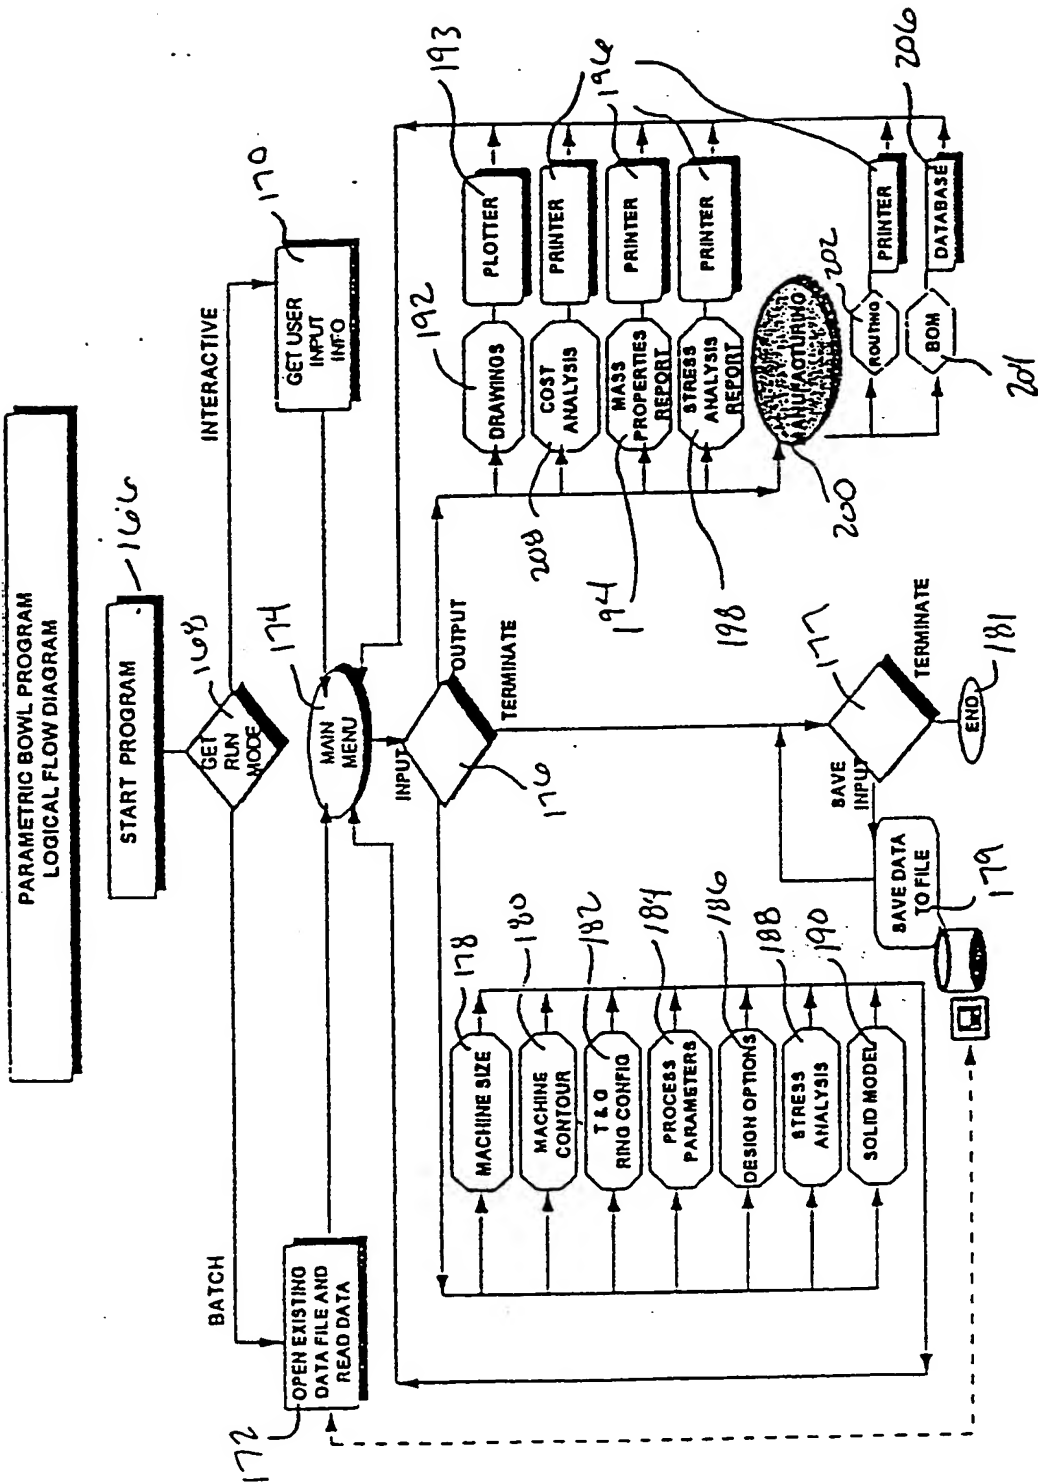 PARAMETRIC BOWL PROGRAM
LOGICAL FLOW DIAGRAM
START PROGRAM
166
GET
RUN
MODE
168
BATCH
INTERACTIVE
OPEN EXISTING
DATA FILE AND
READ DATA
172
GET USER
INPUT
INFO
170
MAIN
MENU
174
INPUT
OUTPUT
TERMINATE
176
MACHINE SIZE
178
MACHINE
CONTOUR
180
T & G
RING CONFIG
182
PROCESS
PARAMETERS
184
DESIGN OPTIONS
186
STRESS
ANALYSIS
188
SOLID MODEL
190
DRAWINGS
192
PLOTTER
193
COST
ANALYSIS
208
PRINTER
196
MASS
PROPERTIES
REPORT
194
PRINTER
196
STRESS
ANALYSIS
REPORT
198
PRINTER
MANUFACTURING
200
ROUTING
202
PRINTER
BOM
204
DATABASE
206
SAVE
INPUT
177
TERMINATE
SAVE DATA
TO FILE
179
END
181